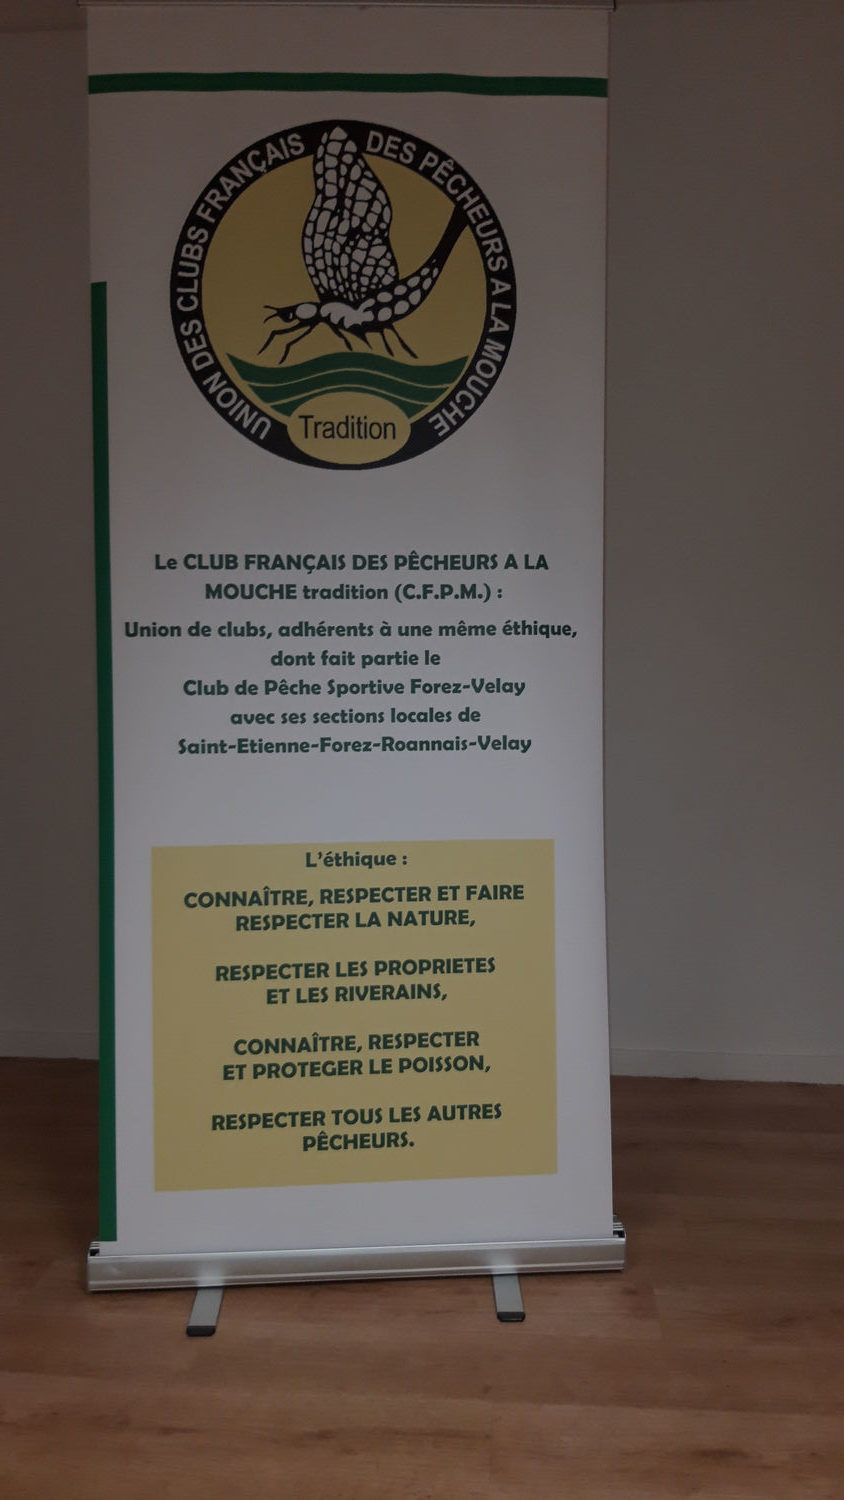 UNION DES CLUBS FRANÇAIS DES PÊCHEURS A LA MOUCHE
Tradition
Le CLUB FRANÇAIS DES PÊCHEURS A LA
MOUCHE tradition (C.F.P.M.) :
Union de clubs, adhérents à une même éthique,
dont fait partie le
Club de Pêche Sportive Forez-Velay
avec ses sections locales de
Saint-Etienne-Forez-Roannais-Velay
L'éthique :
CONNAÎTRE, RESPECTER ET FAIRE
RESPECTER LA NATURE,
RESPECTER LES PROPRIETES
ET LES RIVERAINS,
CONNAÎTRE, RESPECTER
ET PROTEGER LE POISSON,
RESPECTER TOUS LES AUTRES
PÊCHEURS.